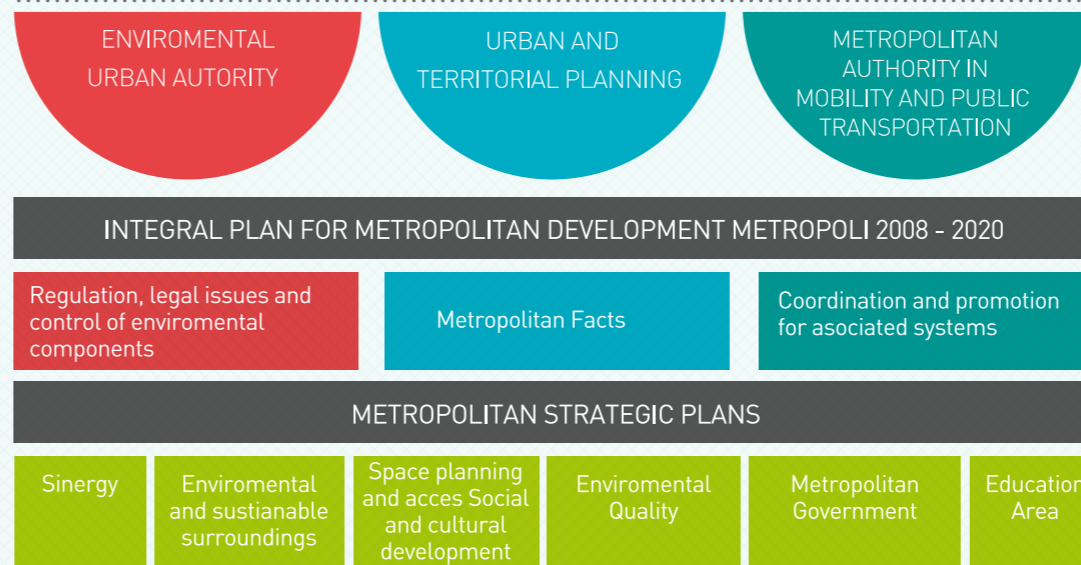 ENVIROMENTAL
URBAN AUTORITY
URBAN AND
TERRITORIAL PLANNING
METROPOLITAN
AUTHORITY IN
MOBILITY AND PUBLIC
TRANSPORTATION
INTEGRAL PLAN FOR METROPOLITAN DEVELOPMENT METROPOLI 2008 - 2020
Regulation, legal issues and
control of enviromental
components
Metropolitan Facts
Coordination and promotion
for asociated systems
METROPOLITAN STRATEGIC PLANS
Sinergy
Enviromental
and sustianable
surroundings
Space planning
and acces Social
and cultural
development
Enviromental
Quality
Metropolitan
Government
Education
Area